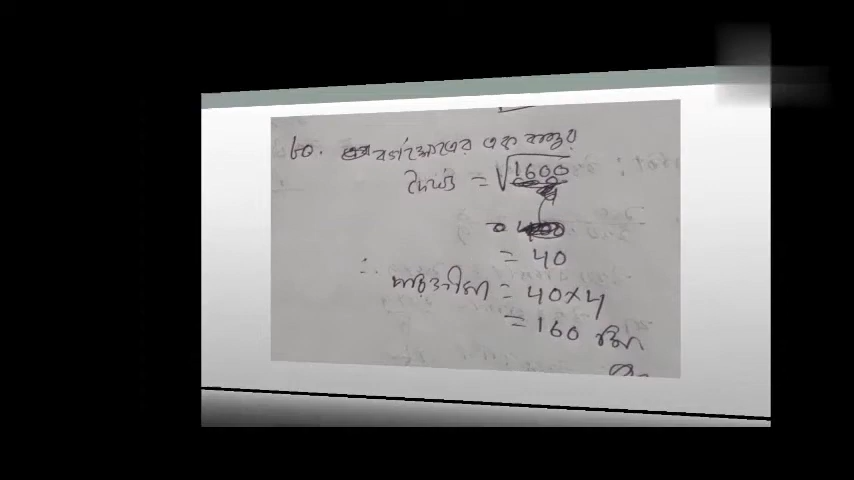 ৮০. বর্গক্ষেত্রের এক বাহুর
দৈর্ঘ্য = √1600
= 40
∴ পরিসীমা = 40×4
= 160 মিঃ